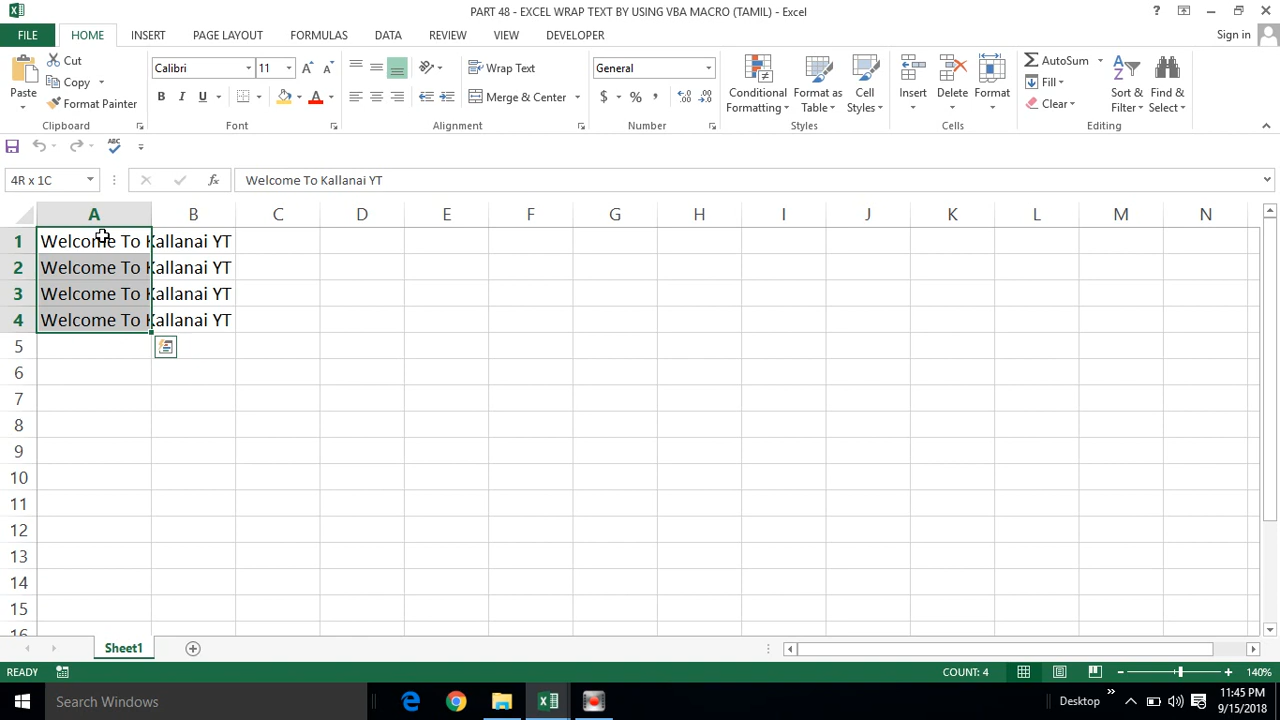 PART 48 - EXCEL WRAP TEXT BY USING VBA MACRO (TAMIL) - Excel
FILE HOME INSERT PAGE LAYOUT FORMULAS DATA REVIEW VIEW DEVELOPER Sign in
Paste
Cut
Copy
Format Painter
Clipboard
Calibri 11
B I U A
Font
Wrap Text
Merge & Center
Alignment
General
$ % ,
Number
Conditional Formatting
Format as Table
Cell Styles
Styles
Insert
Delete
Format
Cells
AutoSum
Fill
Clear
Sort & Filter
Find & Select
Editing
4R x 1C fx Welcome To Kallanai YT
A B C D E F G H I J K L M N
1 Welcome To Kallanai YT
2 Welcome To Kallanai YT
3 Welcome To Kallanai YT
4 Welcome To Kallanai YT
5
6
7
8
9
10
11
12
13
14
15
16
Sheet1
READY COUNT: 4 140%
Search Windows Desktop 11:45 PM
9/15/2018